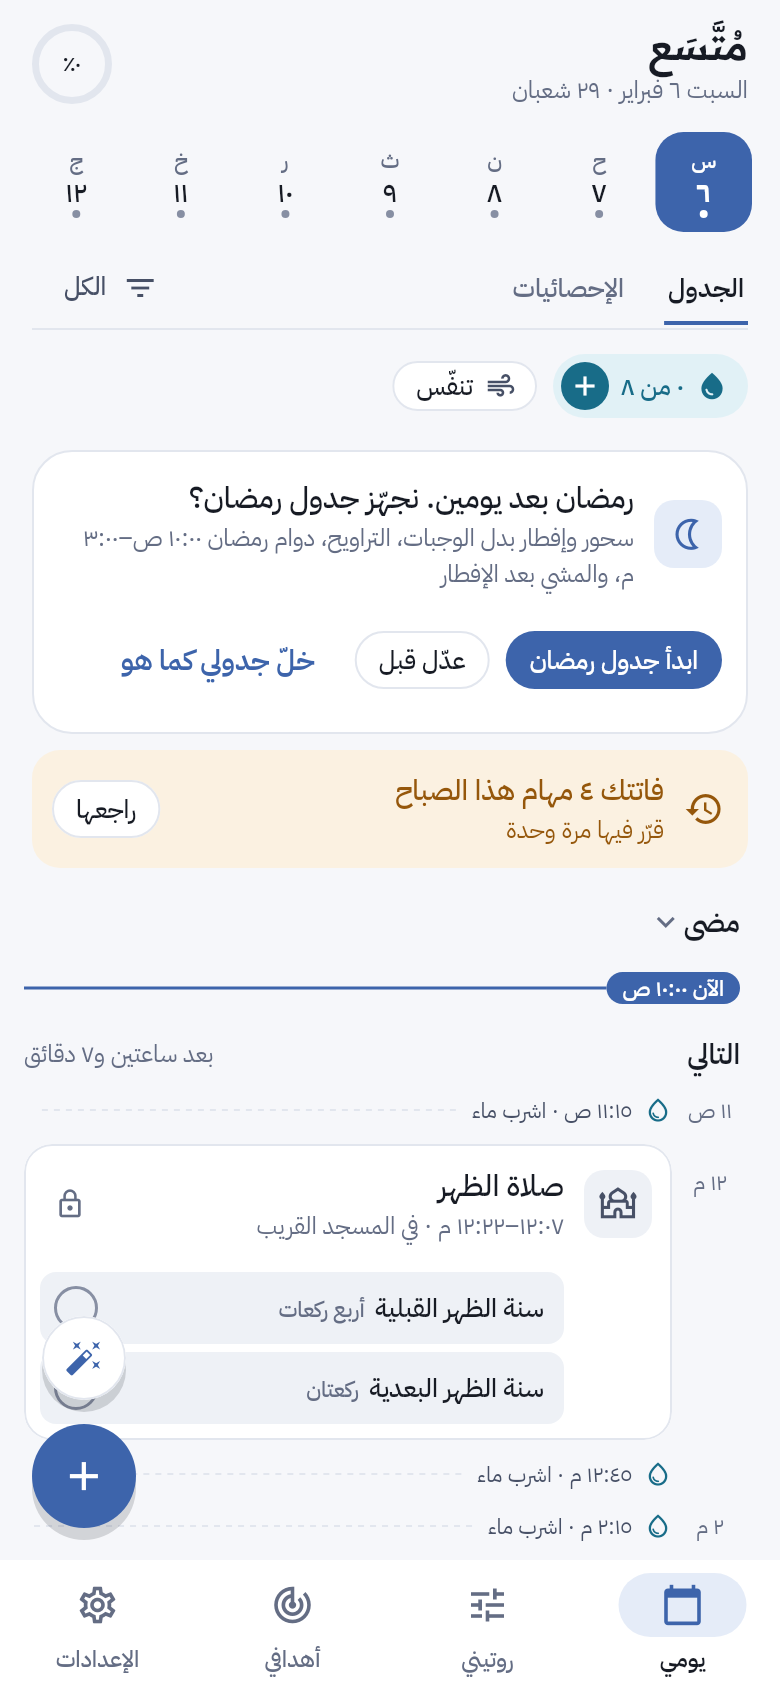 مُتَّسَع
السبت ٦ فبراير · ٢٩ شعبان
٪٠
س ح ن ث ر خ ج
٦ ٧ ٨ ٩ ١٠ ١١ ١٢
الجدول الإحصائيات الكل
٠ من ٨ + تنفّس
رمضان بعد يومين. نجهّز جدول رمضان؟
سحور وإفطار بدل الوجبات، التراويح، دوام رمضان ١٠:٠٠ ص–٣:٠٠
م، والمشي بعد الإفطار
ابدأ جدول رمضان عدّل قبل خلّ جدولي كما هو
فاتتك ٤ مهام هذا الصباح
قرّر فيها مرة وحدة
راجعها
مضى
الآن ١٠:٠٠ ص
التالي بعد ساعتين و٧ دقائق
١١ ص ١١:١٥ ص · اشرب ماء
١٢ م
صلاة الظهر
١٢:٠٧–١٢:٢٢ م · في المسجد القريب
سنة الظهر القبلية أربع ركعات
سنة الظهر البعدية ركعتان
١٢:٤٥ م · اشرب ماء
٢ م ٢:١٥ م · اشرب ماء
يومي روتيني أهدافي الإعدادات